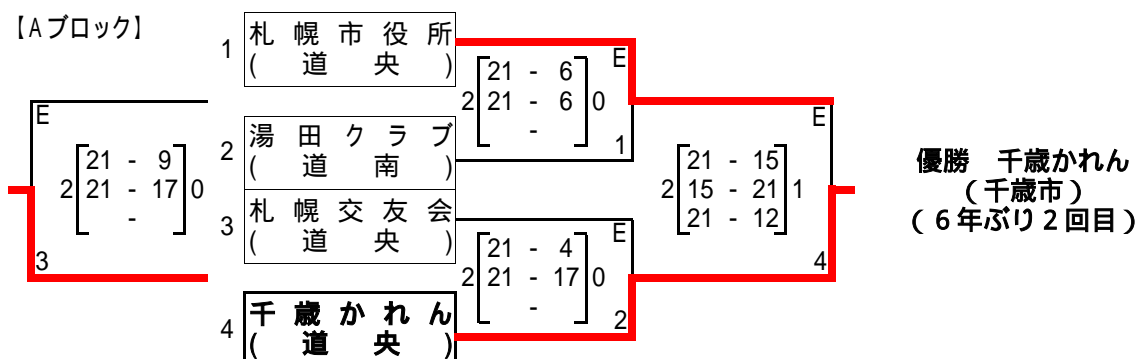 【Aブロック】
1 札幌市役所
(道央)
2 湯田クラブ
(道南)
3 札幌交友会
(道央)
4 千歳かれん
(道央)
E
21 - 9
2 21 - 17 0
-
3
E
21 - 6
2 21 - 6 0
-
1
E
21 - 4
2 21 - 17 0
-
2
E
21 - 15
2 15 - 21 1
21 - 12
4
優勝 千歳かれん
(千歳市)
(6年ぶり2回目)